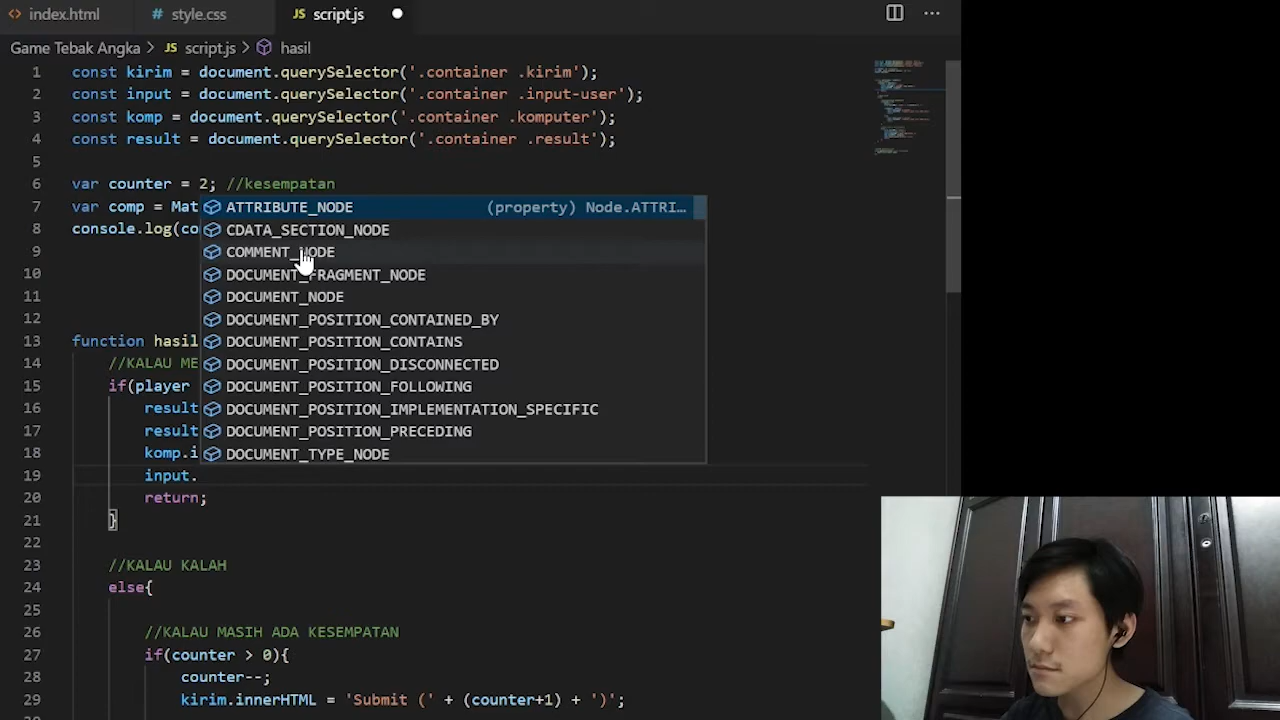 index.html
style.css
script.js
Game Tebak Angka > JS script.js > hasil
1 const kirim = document.querySelector('.container .kirim');
2 const input = document.querySelector('.container .input-user');
3 const komp = document.querySelector('.container .komputer');
4 const result = document.querySelector('.container .result');
5
6 var counter = 2; //kesempatan
7 var comp = Mat
8 console.log(co
9
10
11
12
13 function hasil
14 //KALAU ME
15 if(player
16 result
17 result
18 komp.i
19 input.
20 return;
21 }
22
23 //KALAU KALAH
24 else{
25
26 //KALAU MASIH ADA KESEMPATAN
27 if(counter > 0){
28 counter--;
29 kirim.innerHTML = 'Submit (' + (counter+1) + ')';
ATTRIBUTE_NODE (property) Node.ATTRI…
CDATA_SECTION_NODE
COMMENT_NODE
DOCUMENT_FRAGMENT_NODE
DOCUMENT_NODE
DOCUMENT_POSITION_CONTAINED_BY
DOCUMENT_POSITION_CONTAINS
DOCUMENT_POSITION_DISCONNECTED
DOCUMENT_POSITION_FOLLOWING
DOCUMENT_POSITION_IMPLEMENTATION_SPECIFIC
DOCUMENT_POSITION_PRECEDING
DOCUMENT_TYPE_NODE